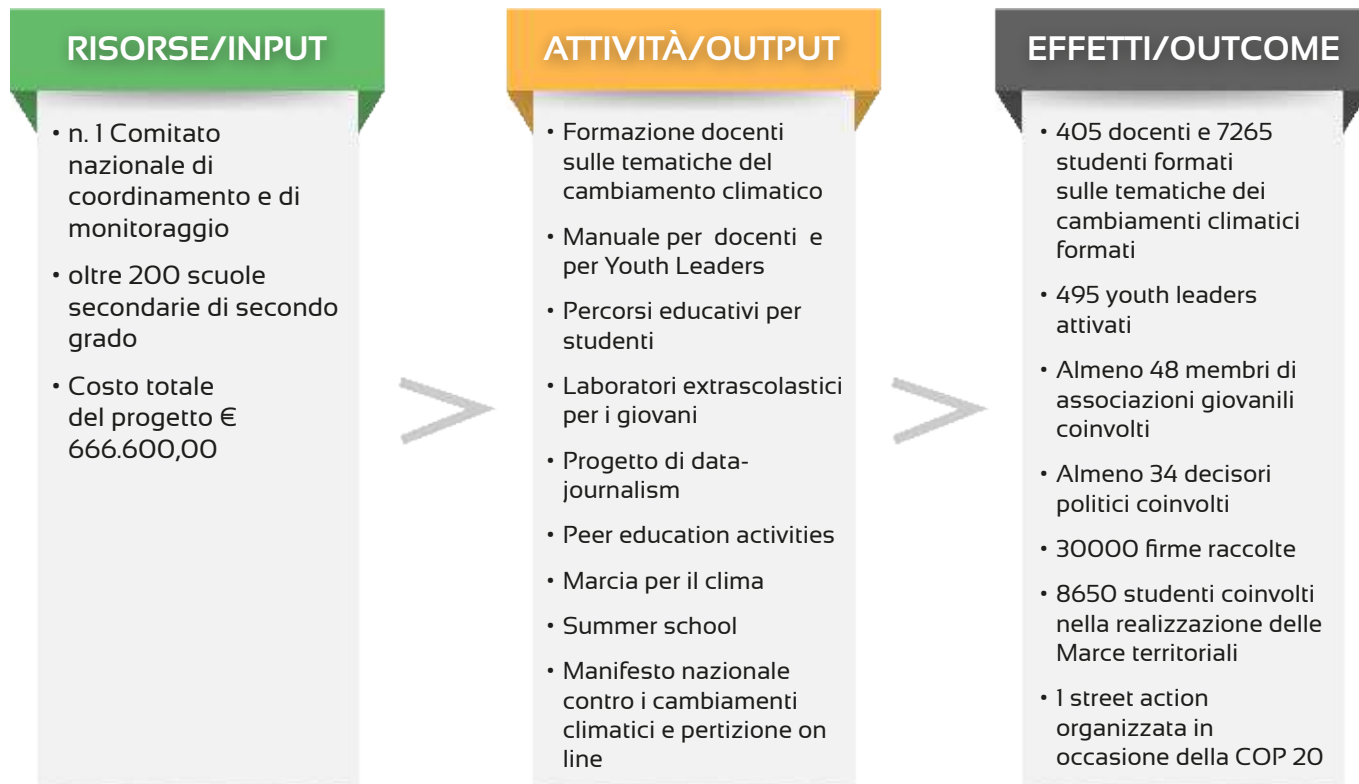 RISORSE/INPUT
• n. 1 Comitato
nazionale di
coordinamento e di
monitoraggio
• oltre 200 scuole
secondarie di secondo
grado
• Costo totale
del progetto €
666.600,00
>
ATTIVITÀ/OUTPUT
• Formazione docenti
sulle tematiche del
cambiamento climatico
• Manuale per docenti e
per Youth Leaders
• Percorsi educativi per
studenti
• Laboratori extrascolastici
per i giovani
• Progetto di data-
journalism
• Peer education activities
• Marcia per il clima
• Summer school
• Manifesto nazionale
contro i cambiamenti
climatici e pertizione on
line
>
EFFETTI/OUTCOME
• 405 docenti e 7265
studenti formati
sulle tematiche dei
cambiamenti climatici
formati
• 495 youth leaders
attivati
• Almeno 48 membri di
associazioni giovanili
coinvolti
• Almeno 34 decisori
politici coinvolti
• 30000 firme raccolte
• 8650 studenti coinvolti
nella realizzazione delle
Marce territoriali
• 1 street action
organizzata in
occasione della COP 20